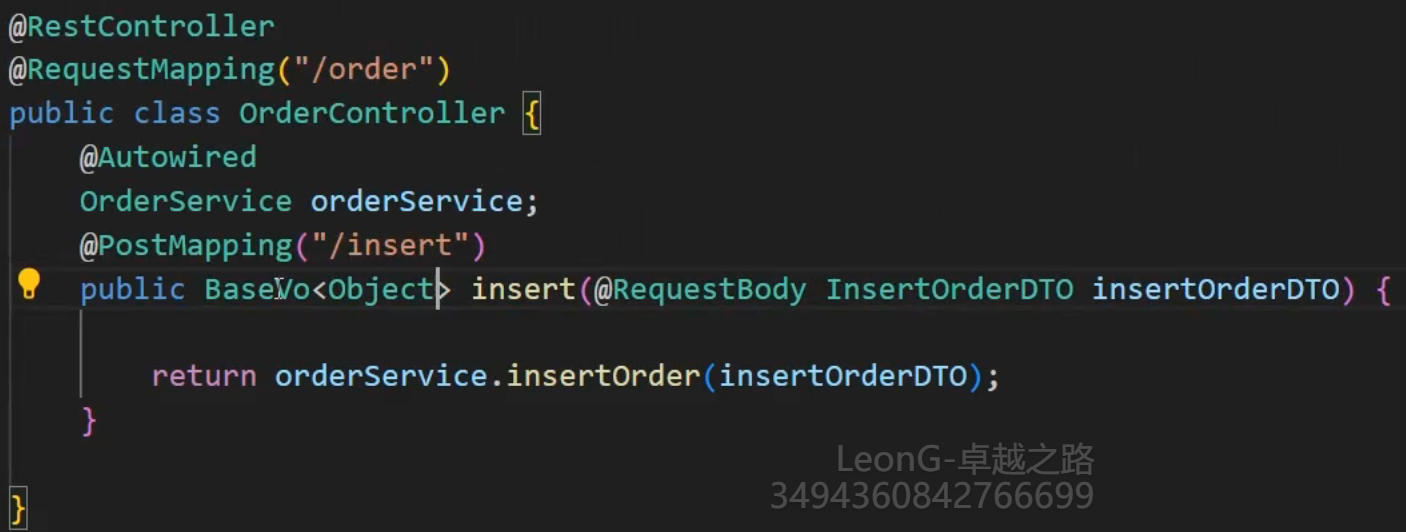 @RestController
@RequestMapping("/order")
public class OrderController {
@Autowired
OrderService orderService;
@PostMapping("/insert")
public BaseVo<Object> insert(@RequestBody InsertOrderDTO insertOrderDTO) {
return orderService.insertOrder(insertOrderDTO);
}
}
LeonG-卓越之路
3494360842766699